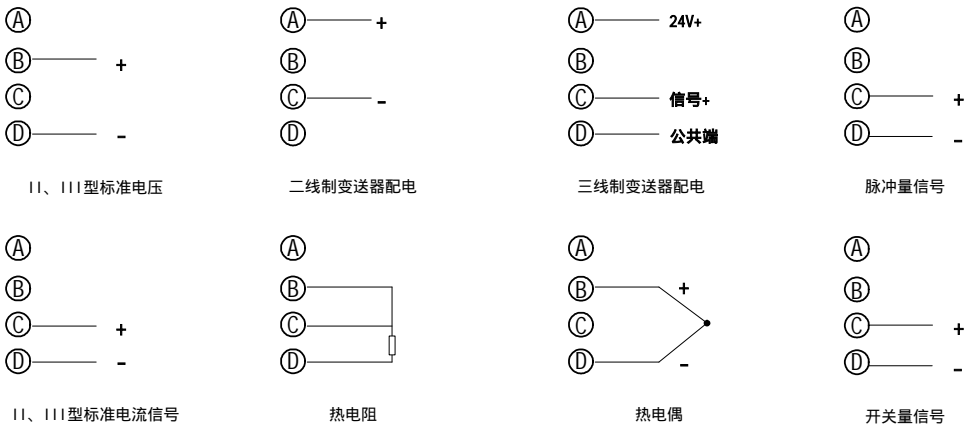 A A A A
B + B + B 24V+ B
C C - C 信号+ C +
D - D D 公共端 D -
II、III型标准电压 二线制变送器配电 三线制变送器配电 脉冲量信号
A A A A
B B B + B
C + C C C +
D - D D - D -
II、III型标准电流信号 热电阻 热电偶 开关量信号